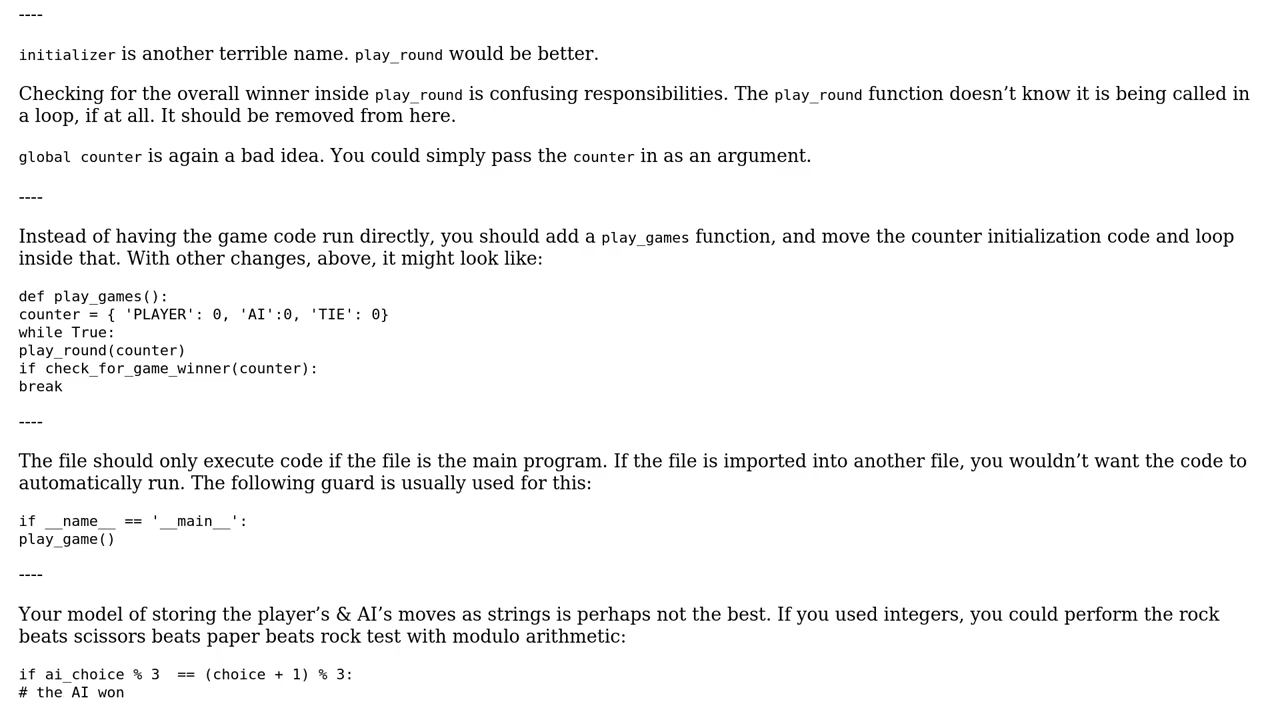 ----
initializer is another terrible name. play_round would be better.
Checking for the overall winner inside play_round is confusing responsibilities. The play_round function doesn’t know it is being called in
a loop, if at all. It should be removed from here.
global counter is again a bad idea. You could simply pass the counter in as an argument.
----
Instead of having the game code run directly, you should add a play_games function, and move the counter initialization code and loop
inside that. With other changes, above, it might look like:
def play_games():
counter = { 'PLAYER': 0, 'AI':0, 'TIE': 0}
while True:
play_round(counter)
if check_for_game_winner(counter):
break
----
The file should only execute code if the file is the main program. If the file is imported into another file, you wouldn’t want the code to
automatically run. The following guard is usually used for this:
if __name__ == '__main__':
play_game()
----
Your model of storing the player’s & AI’s moves as strings is perhaps not the best. If you used integers, you could perform the rock
beats scissors beats paper beats rock test with modulo arithmetic:
if ai_choice % 3  == (choice + 1) % 3:
# the AI won